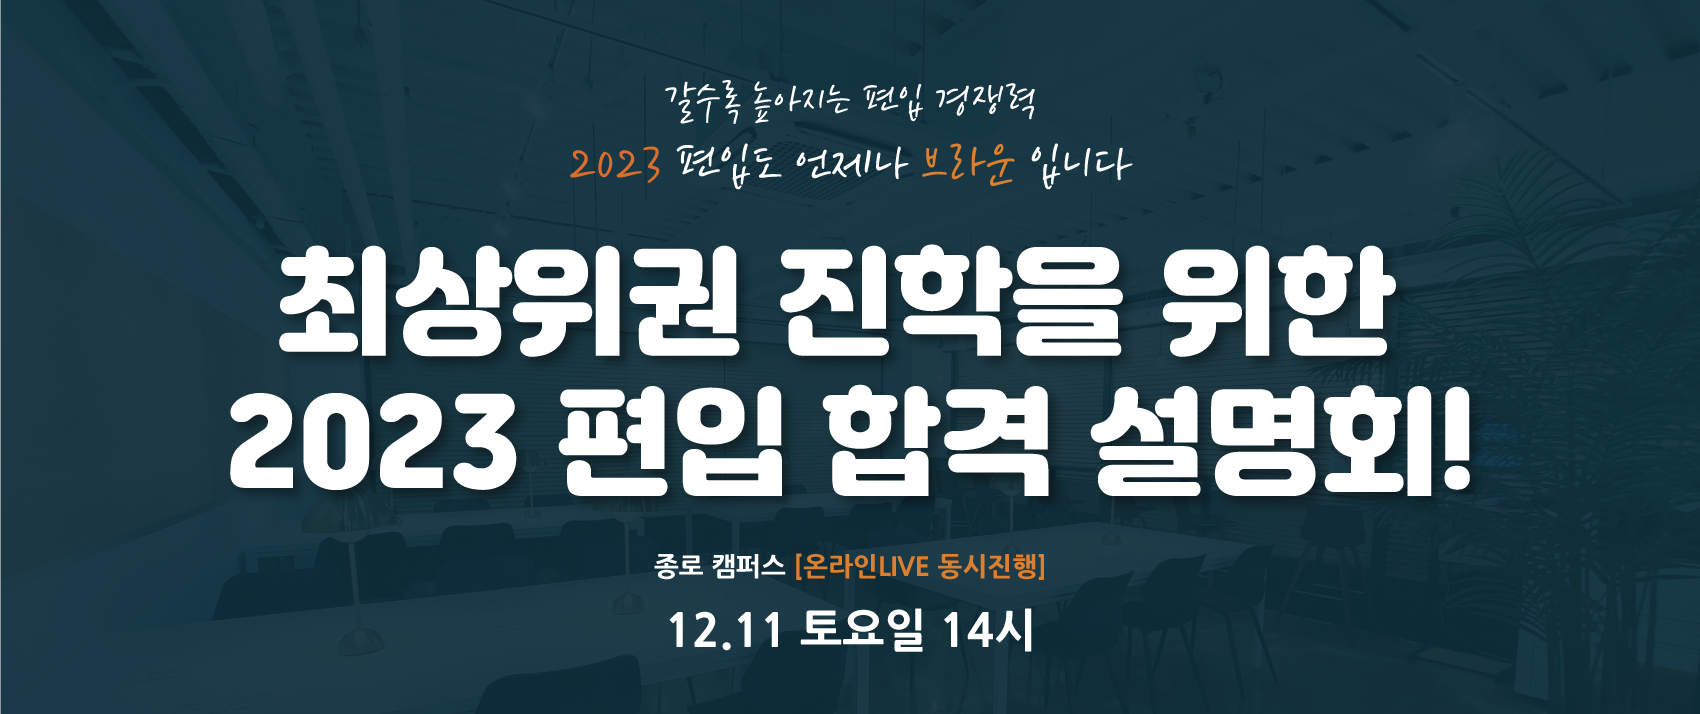 갈수록 높아지는 편입 경쟁력
2023 편입도 언제나 브라운 입니다
최상위권 진학을 위한
2023 편입 합격 설명회!
종로 캠퍼스 [온라인LIVE 동시진행]
12.11 토요일 14시